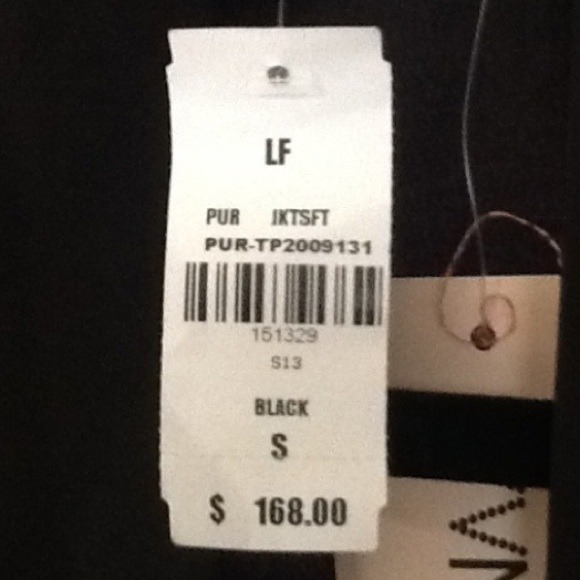 LF
PUR JKTSFT
PUR-TP2009131
151329
S13
BLACK
S
$ 168.00